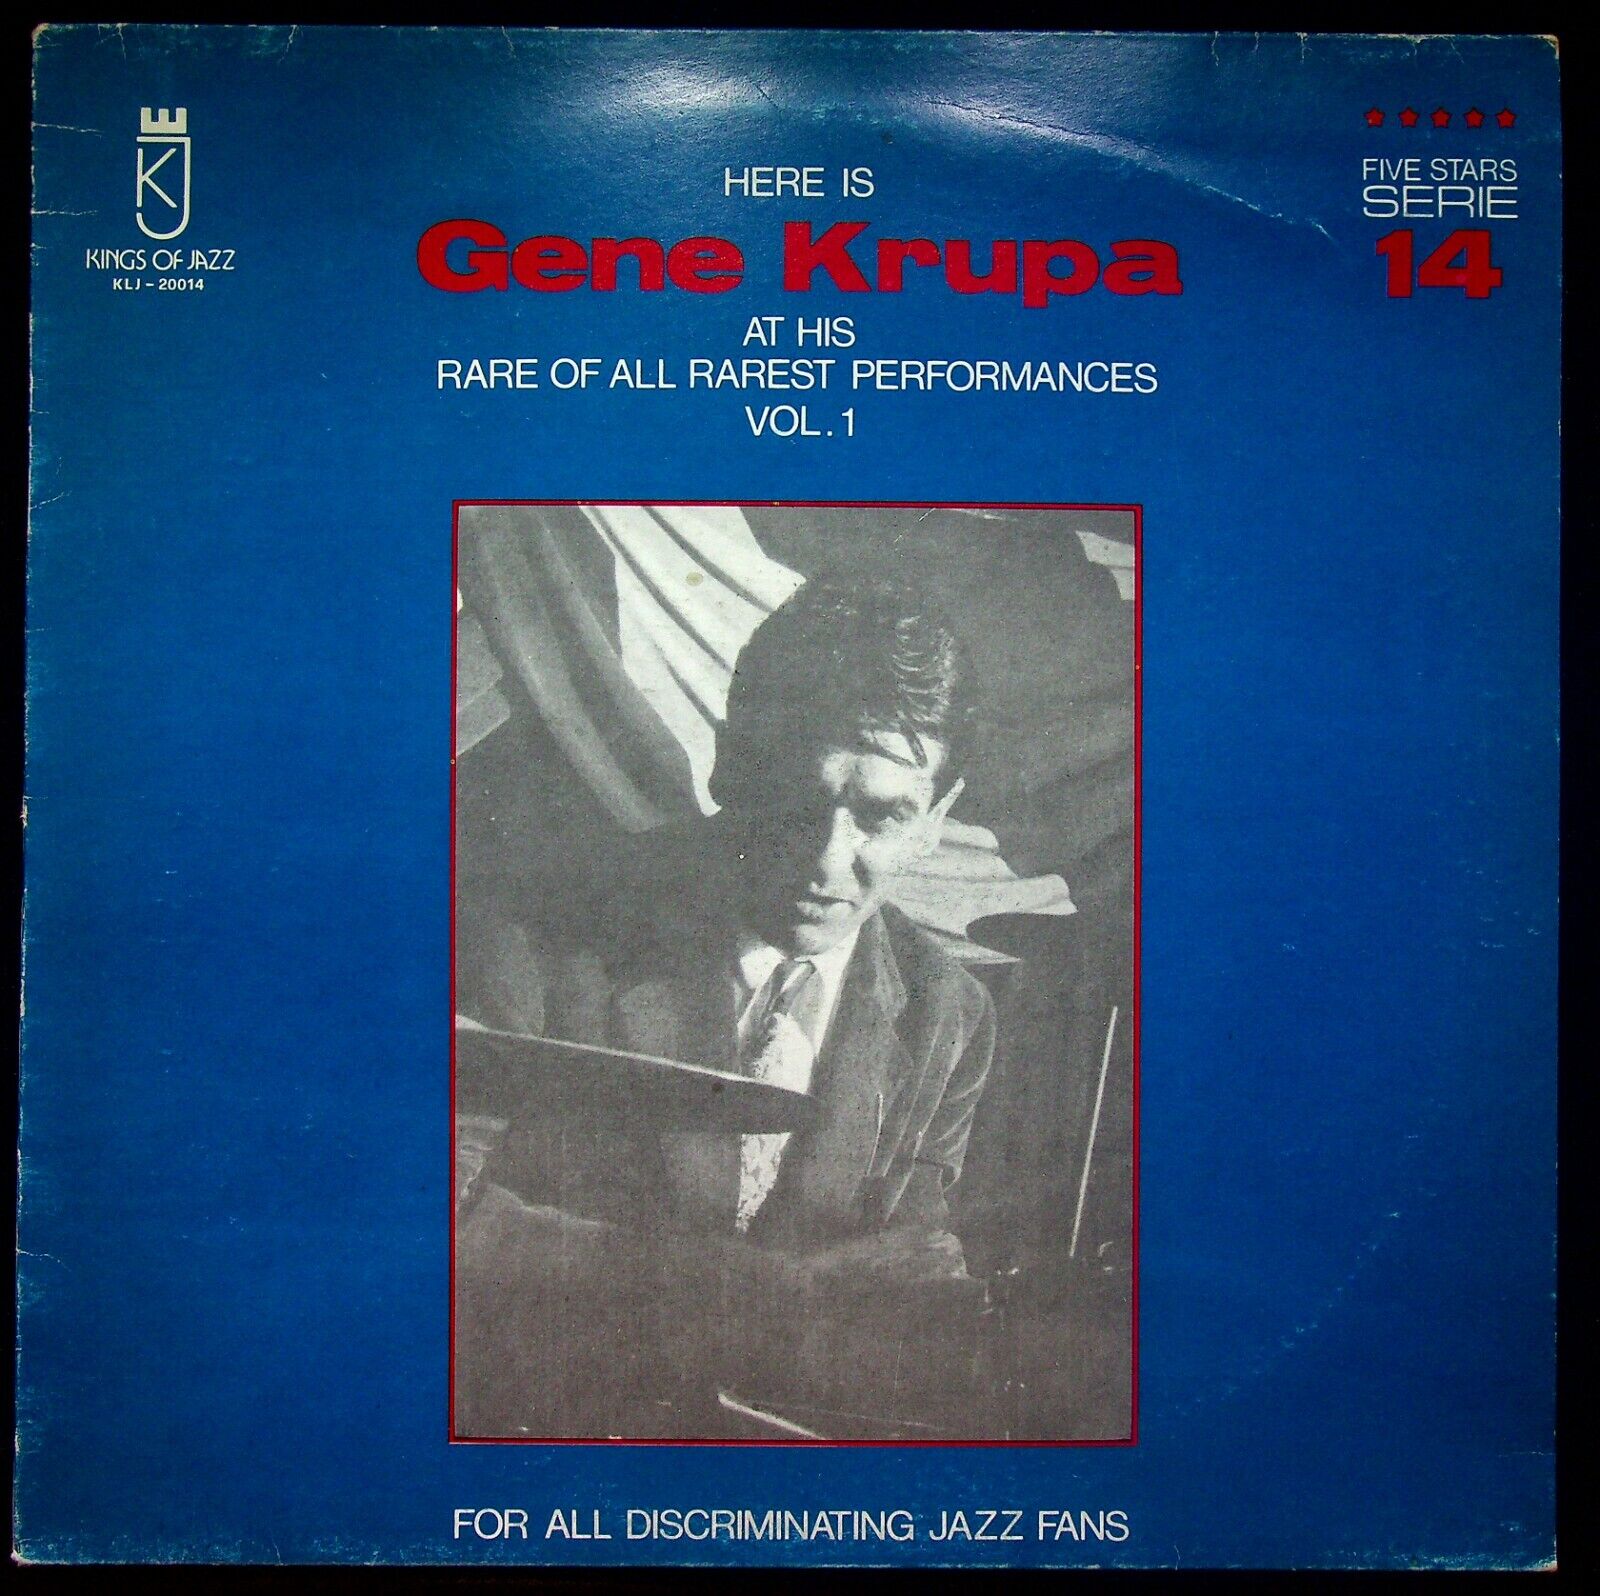 KJ
KINGS OF JAZZ
KLJ - 20014
HERE IS
Gene Krupa
AT HIS
RARE OF ALL RAREST PERFORMANCES
VOL. 1
FIVE STARS
SERIE
14
FOR ALL DISCRIMINATING JAZZ FANS